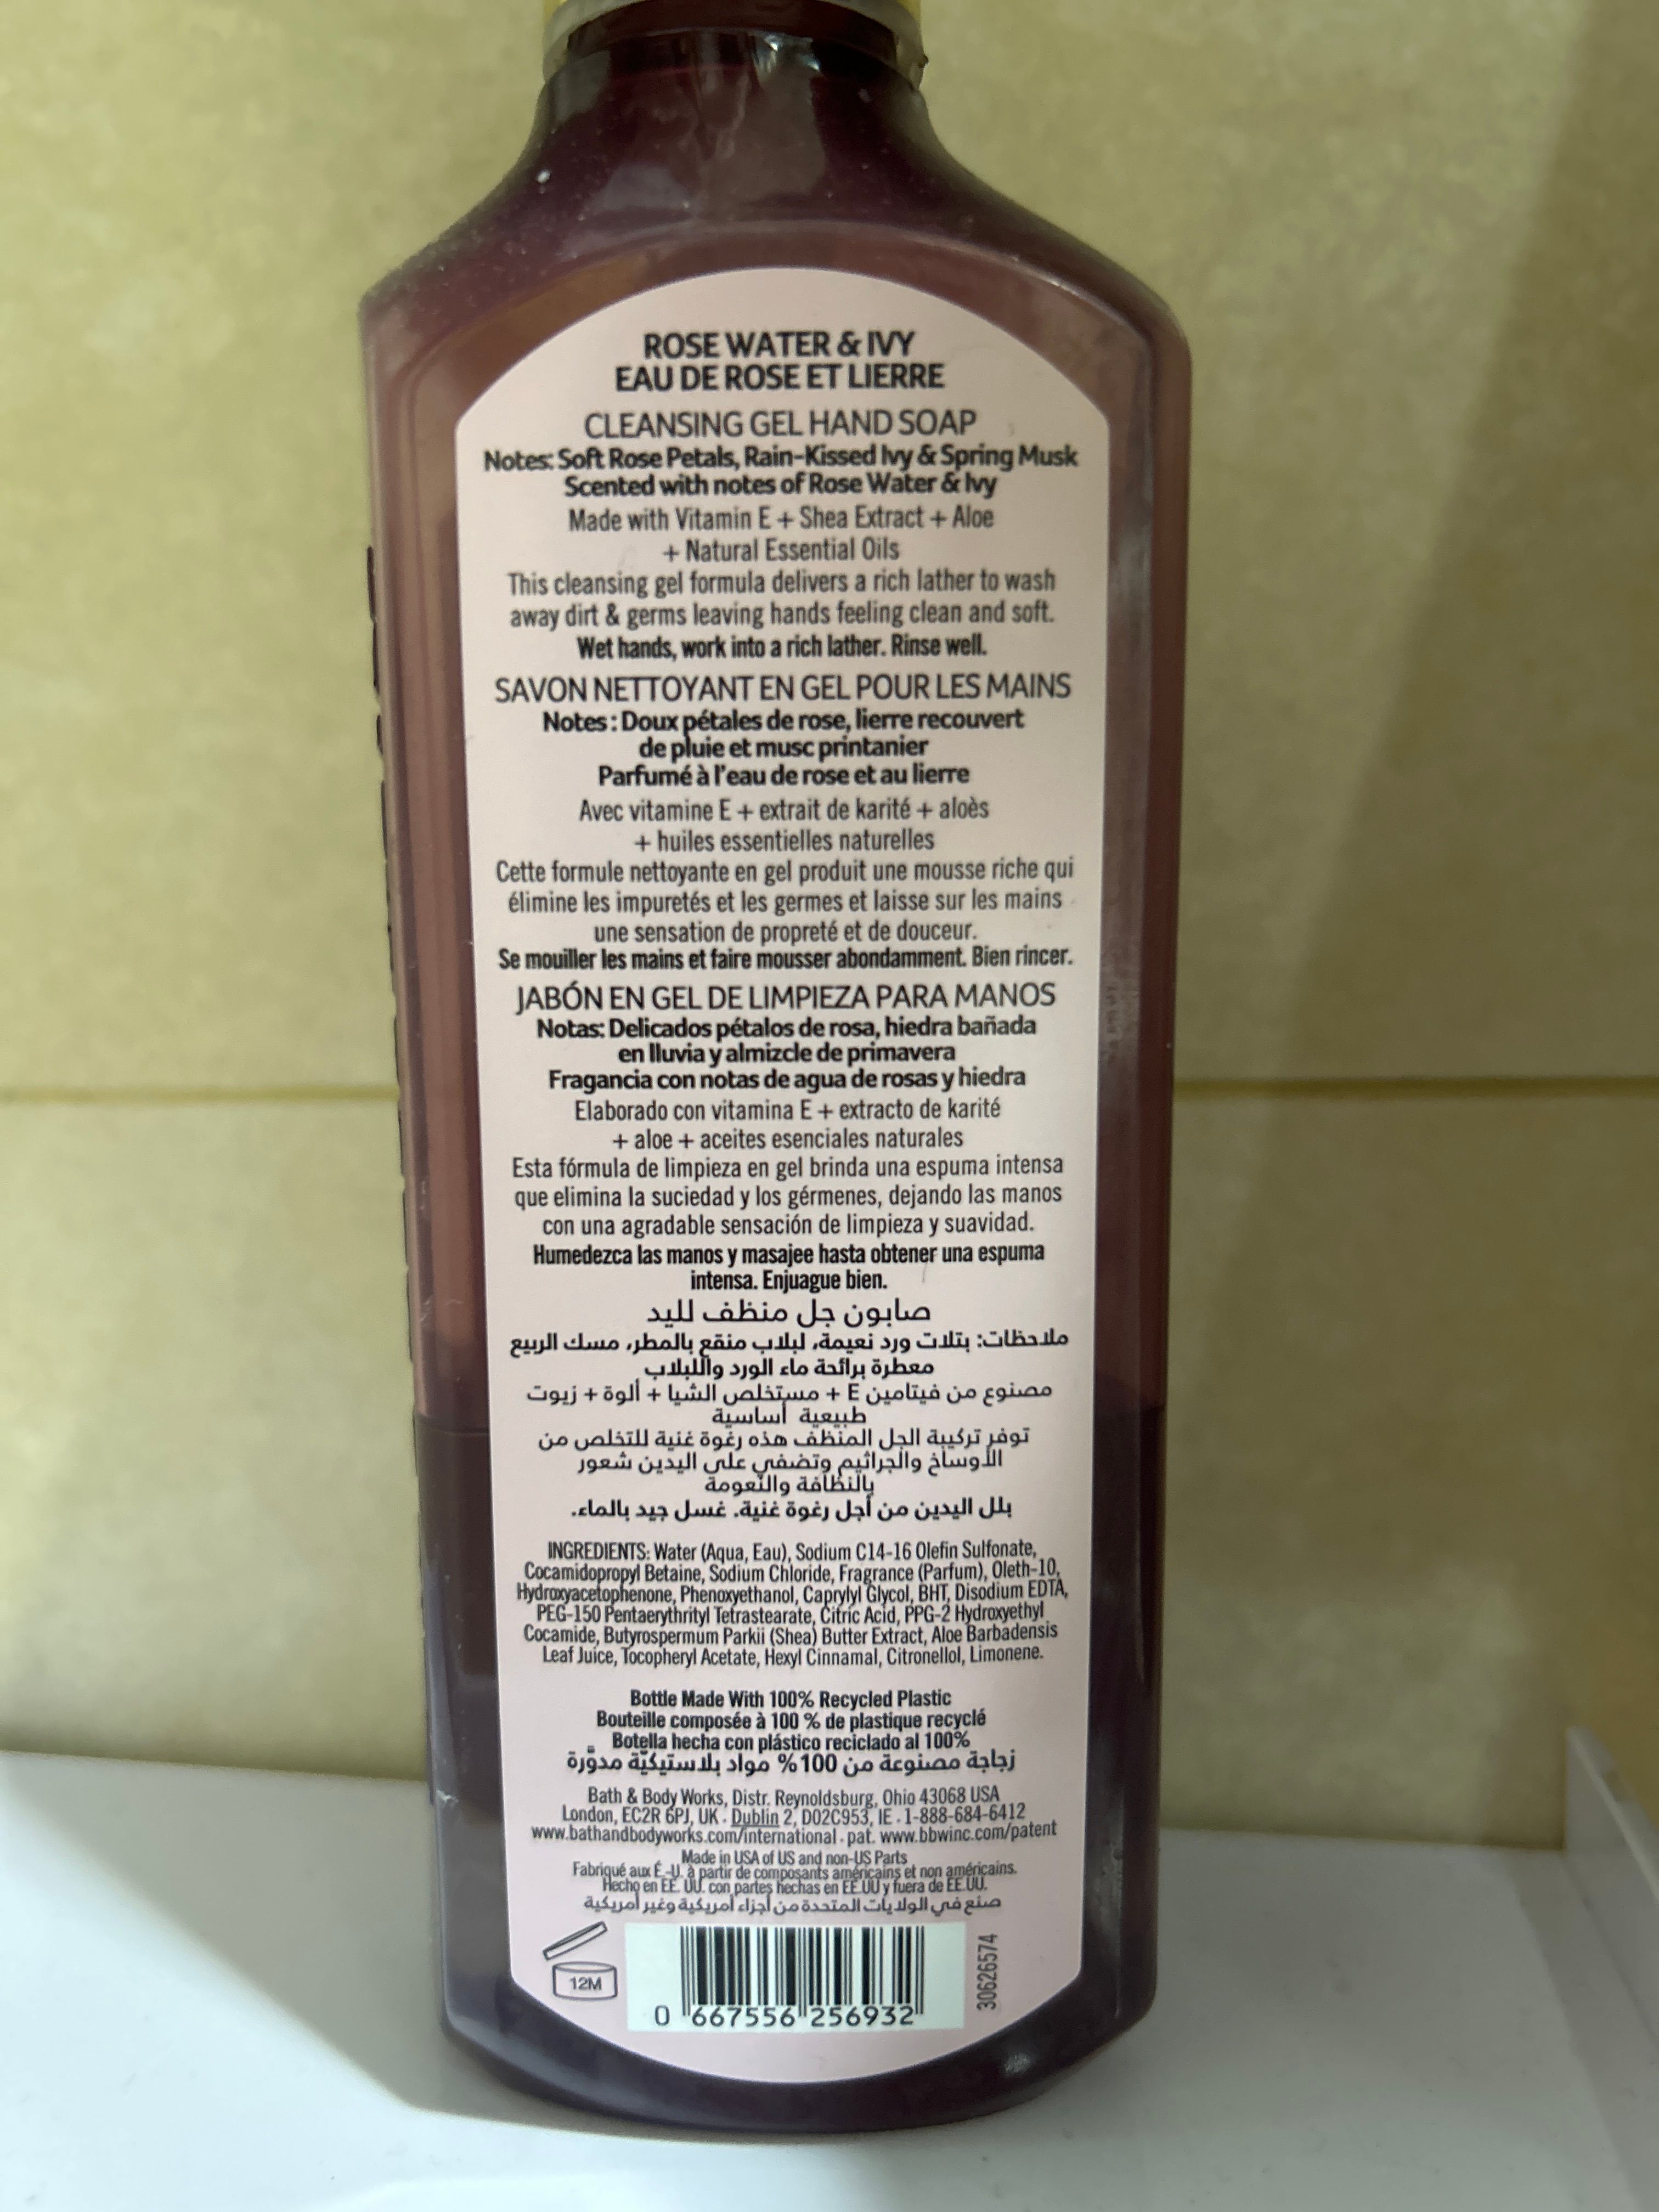 ROSE WATER & IVY
EAU DE ROSE ET LIERRE
CLEANSING GEL HAND SOAP
Notes: Soft Rose Petals, Rain-Kissed Ivy & Spring Musk
Scented with notes of Rose Water & Ivy
Made with Vitamin E + Shea Extract + Aloe
+ Natural Essential Oils
This cleansing gel formula delivers a rich lather to wash
away dirt & germs leaving hands feeling clean and soft.
Wet hands, work into a rich lather. Rinse well.
SAVON NETTOYANT EN GEL POUR LES MAINS
Notes : Doux pétales de rose, lierre recouvert
de pluie et musc printanier
Parfumé à l'eau de rose et au lierre
Avec vitamine E + extrait de karité + aloès
+ huiles essentielles naturelles
Cette formule nettoyante en gel produit une mousse riche qui
élimine les impuretés et les germes et laisse sur les mains
une sensation de propreté et de douceur.
Se mouiller les mains et faire mousser abondamment. Bien rincer.
JABÓN EN GEL DE LIMPIEZA PARA MANOS
Notas: Delicados pétalos de rosa, hiedra bañada
en lluvia y almizcle de primavera
Fragancia con notas de agua de rosas y hiedra
Elaborado con vitamina E + extracto de karité
+ aloe + aceites esenciales naturales
Esta fórmula de limpieza en gel brinda una espuma intensa
que elimina la suciedad y los gérmenes, dejando las manos
con una agradable sensación de limpieza y suavidad.
Humedezca las manos y masajee hasta obtener una espuma
intensa. Enjuague bien.
صابون جل منظف لليد
ملاحظات: بتلات ورد نعيمة، لبلاب منقع بالمطر، مسك الربيع
معطرة برائحة ماء الورد واللبلاب
مصنوع من فيتامين E + مستخلص الشيا + ألوة + زيوت
طبيعية أساسية
توفر تركيبة الجل المنظف هذه رغوة غنية للتخلص من
الأوساخ والجراثيم وتضفي على اليدين شعور
بالنظافة والنعومة
بلل اليدين من أجل رغوة غنية. غسل جيد بالماء.
INGREDIENTS: Water (Aqua, Eau), Sodium C14-16 Olefin Sulfonate,
Cocamidopropyl Betaine, Sodium Chloride, Fragrance (Parfum), Oleth-10,
Hydroxyacetophenone, Phenoxyethanol, Caprylyl Glycol, BHT, Disodium EDTA,
PEG-150 Pentaerythrityl Tetrastearate, Citric Acid, PPG-2 Hydroxyethyl
Cocamide, Butyrospermum Parkii (Shea) Butter Extract, Aloe Barbadensis
Leaf Juice, Tocopheryl Acetate, Hexyl Cinnamal, Citronellol, Limonene.
Bottle Made With 100% Recycled Plastic
Bouteille composée à 100 % de plastique recyclé
Botella hecha con plástico reciclado al 100%
زجاجة مصنوعة من 100% مواد بلاستيكيّة مدوّرة
Bath & Body Works, Distr. Reynoldsburg, Ohio 43068 USA
London, EC2R 6PJ, UK · Dublin 2, D02C953, IE · 1-888-684-6412
www.bathandbodyworks.com/international · pat. www.bbwinc.com/patent
Made in USA of US and non-US Parts
Fabriqué aux É.-U. à partir de composants américains et non américains.
Hecho en EE. UU. con partes hechas en EE.UU y fuera de EE.UU.
صنع في الولايات المتحدة من أجزاء أمريكية وغير أمريكية
12M
0 667556 256932
30626574